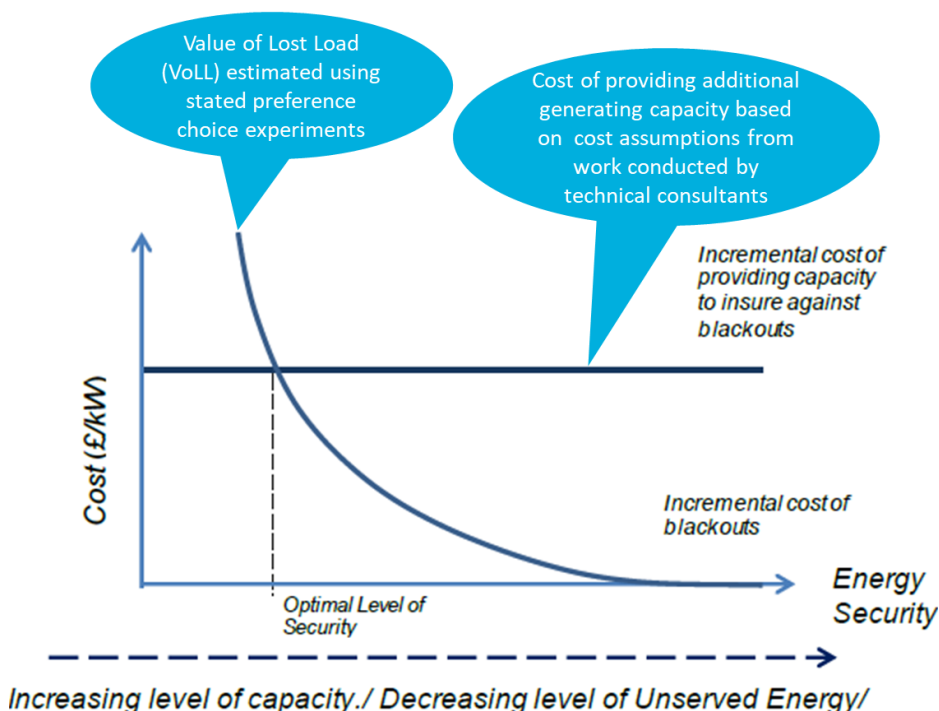 Value of Lost Load
(VoLL) estimated using
stated preference
choice experiments
Cost of providing additional
generating capacity based
on cost assumptions from
work conducted by
technical consultants
Incremental cost of
providing capacity
to insure against
blackouts
Cost (£/kW)
Incremental cost of
blackouts
Energy
Security
Optimal Level of
Security
Increasing level of capacity./ Decreasing level of Unserved Energy/